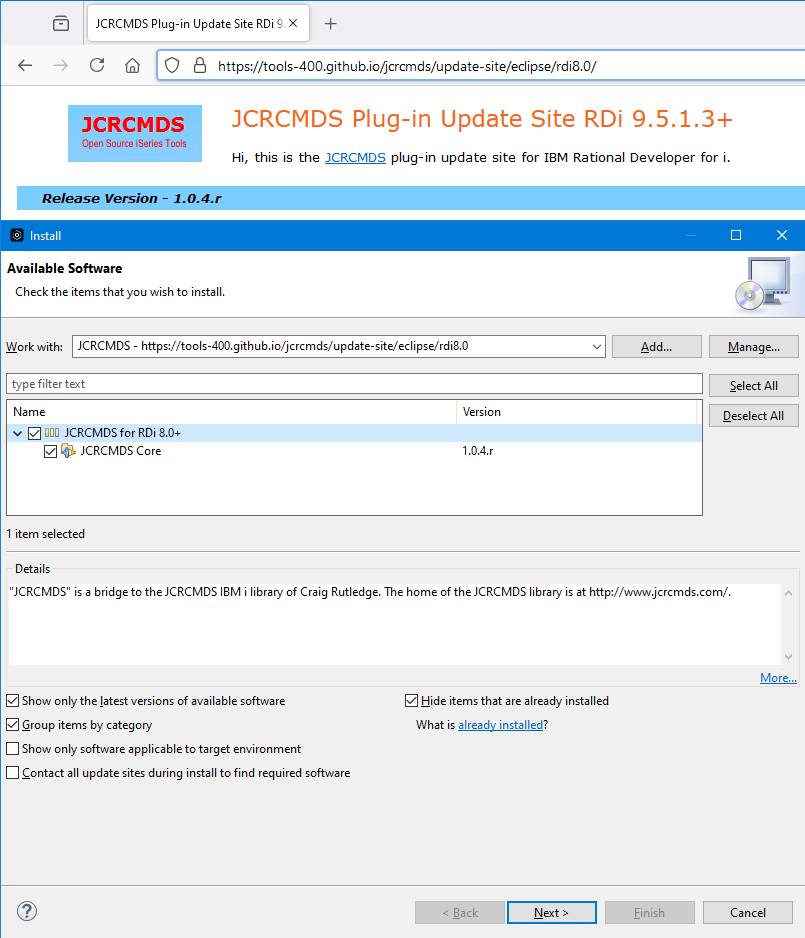 JCRCMDS Plug-in Update Site RDi 9.
https://tools-400.github.io/jcrcmds/update-site/eclipse/rdi8.0/
JCRCMDS
Open Source iSeries Tools
JCRCMDS Plug-in Update Site RDi 9.5.1.3+
Hi, this is the JCRCMDS plug-in update site for IBM Rational Developer for i.
Release Version - 1.0.4.r
Install
Available Software
Check the items that you wish to install.
Work with: JCRCMDS - https://tools-400.github.io/jcrcmds/update-site/eclipse/rdi8.0 Add... Manage...
type filter text Select All
Name Version Deselect All
JCRCMDS for RDi 8.0+
JCRCMDS Core 1.0.4.r
1 item selected
Details
"JCRCMDS" is a bridge to the JCRCMDS IBM i library of Craig Rutledge. The home of the JCRCMDS library is at http://www.jcrcmds.com/.
More...
Show only the latest versions of available software Hide items that are already installed
Group items by category What is already installed?
Show only software applicable to target environment
Contact all update sites during install to find required software
? < Back Next > Finish Cancel